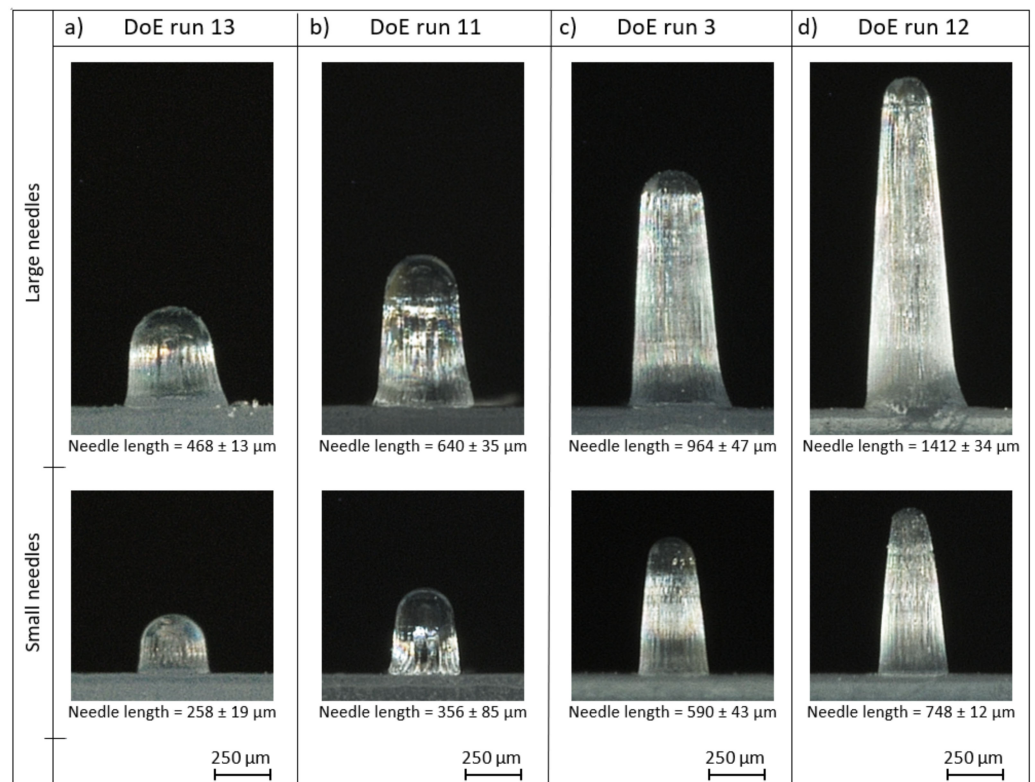 a) DoE run 13
b) DoE run 11
c) DoE run 3
d) DoE run 12
Large needles
Needle length = 468 ± 13 µm
Needle length = 640 ± 35 µm
Needle length = 964 ± 47 µm
Needle length = 1412 ± 34 µm
Small needles
Needle length = 258 ± 19 µm
Needle length = 356 ± 85 µm
Needle length = 590 ± 43 µm
Needle length = 748 ± 12 µm
250 µm
250 µm
250 µm
250 µm